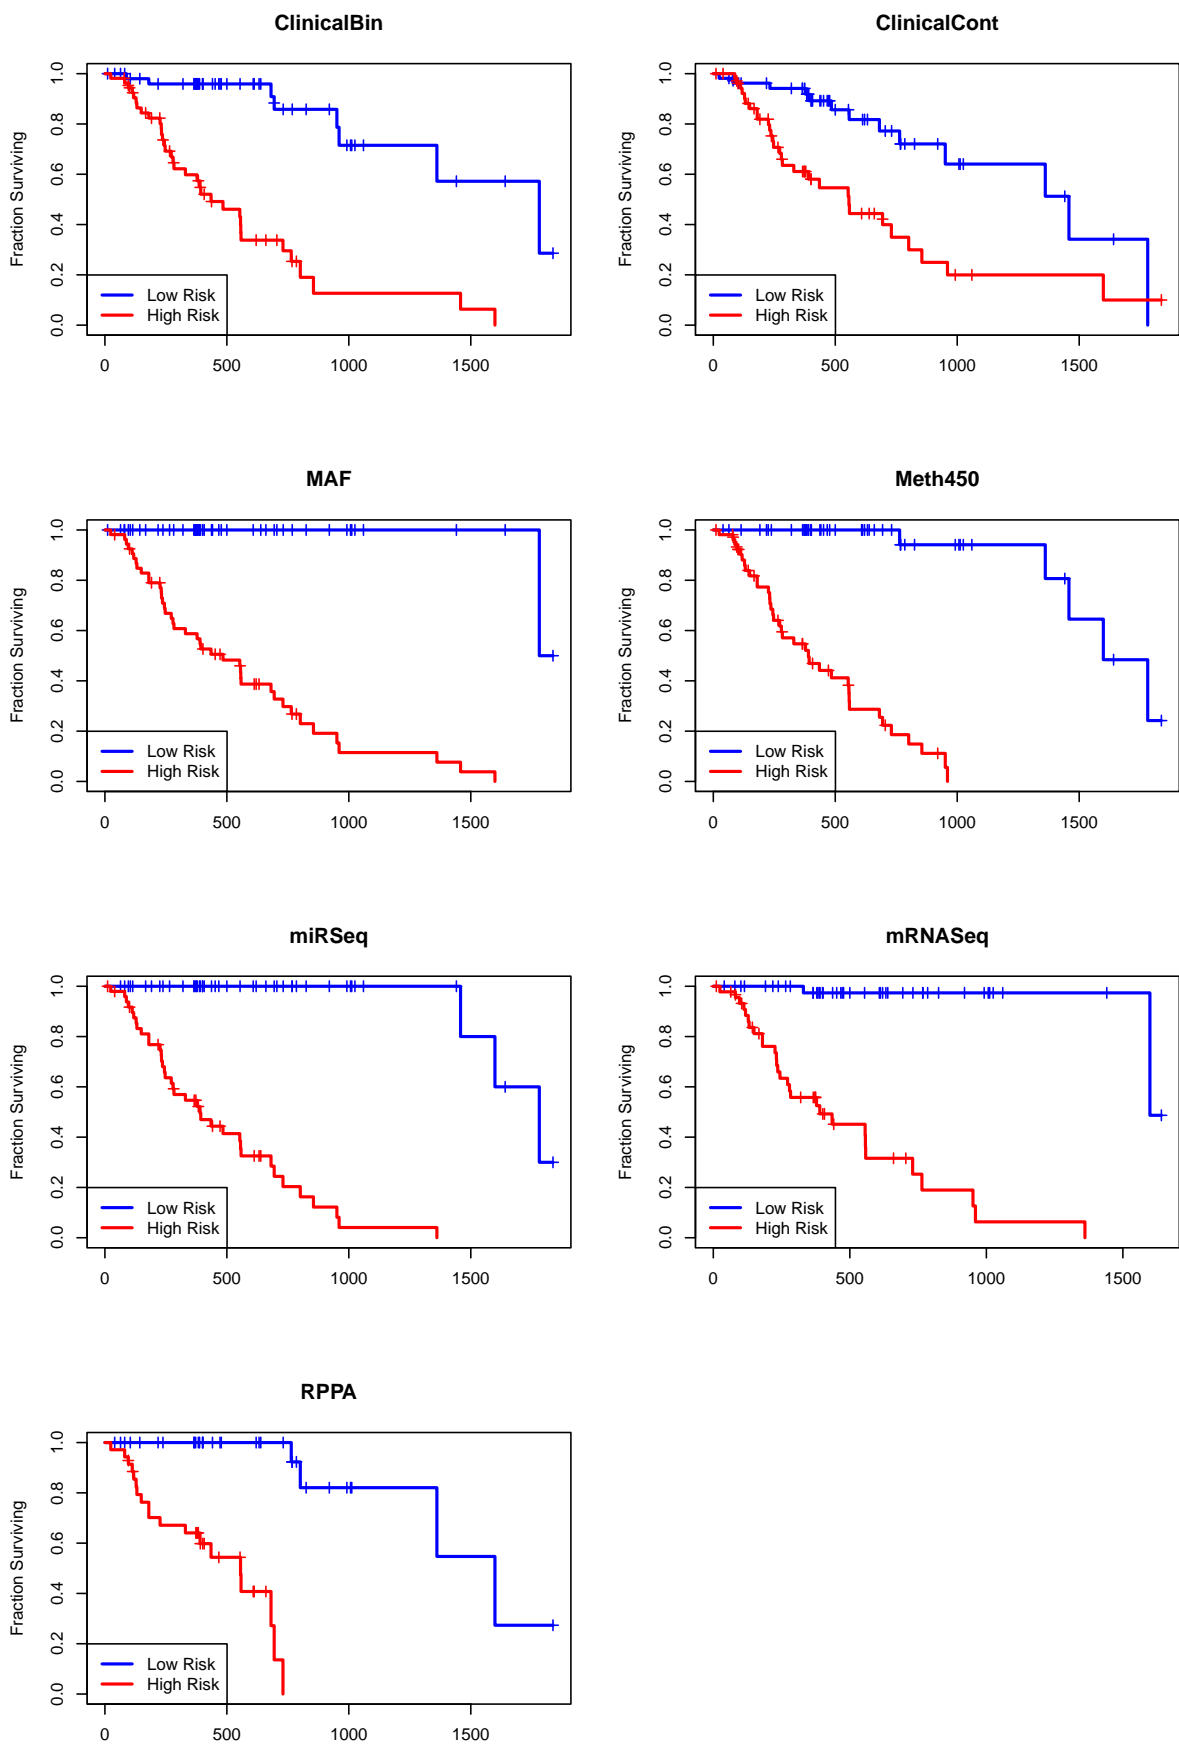 ClinicalBin
Fraction Surviving
0.0 0.2 0.4 0.6 0.8 1.0
Low Risk
High Risk
0 500 1000 1500
ClinicalCont
Fraction Surviving
0.0 0.2 0.4 0.6 0.8 1.0
Low Risk
High Risk
0 500 1000 1500
MAF
Fraction Surviving
0.0 0.2 0.4 0.6 0.8 1.0
Low Risk
High Risk
0 500 1000 1500
Meth450
Fraction Surviving
0.0 0.2 0.4 0.6 0.8 1.0
Low Risk
High Risk
0 500 1000 1500
miRSeq
Fraction Surviving
0.0 0.2 0.4 0.6 0.8 1.0
Low Risk
High Risk
0 500 1000 1500
mRNASeq
Fraction Surviving
0.0 0.2 0.4 0.6 0.8 1.0
Low Risk
High Risk
0 500 1000 1500
RPPA
Fraction Surviving
0.0 0.2 0.4 0.6 0.8 1.0
Low Risk
High Risk
0 500 1000 1500